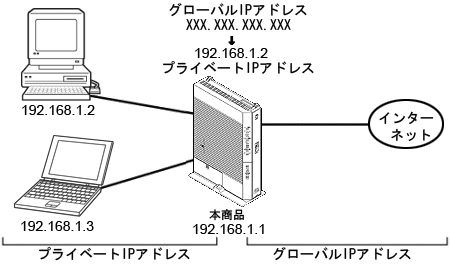 グローバルIPアドレス
XXX.XXX.XXX.XXX
192.168.1.2
プライベートIPアドレス
192.168.1.2
インター
ネット
192.168.1.3
本商品
192.168.1.1
プライベートIPアドレス
グローバルIPアドレス